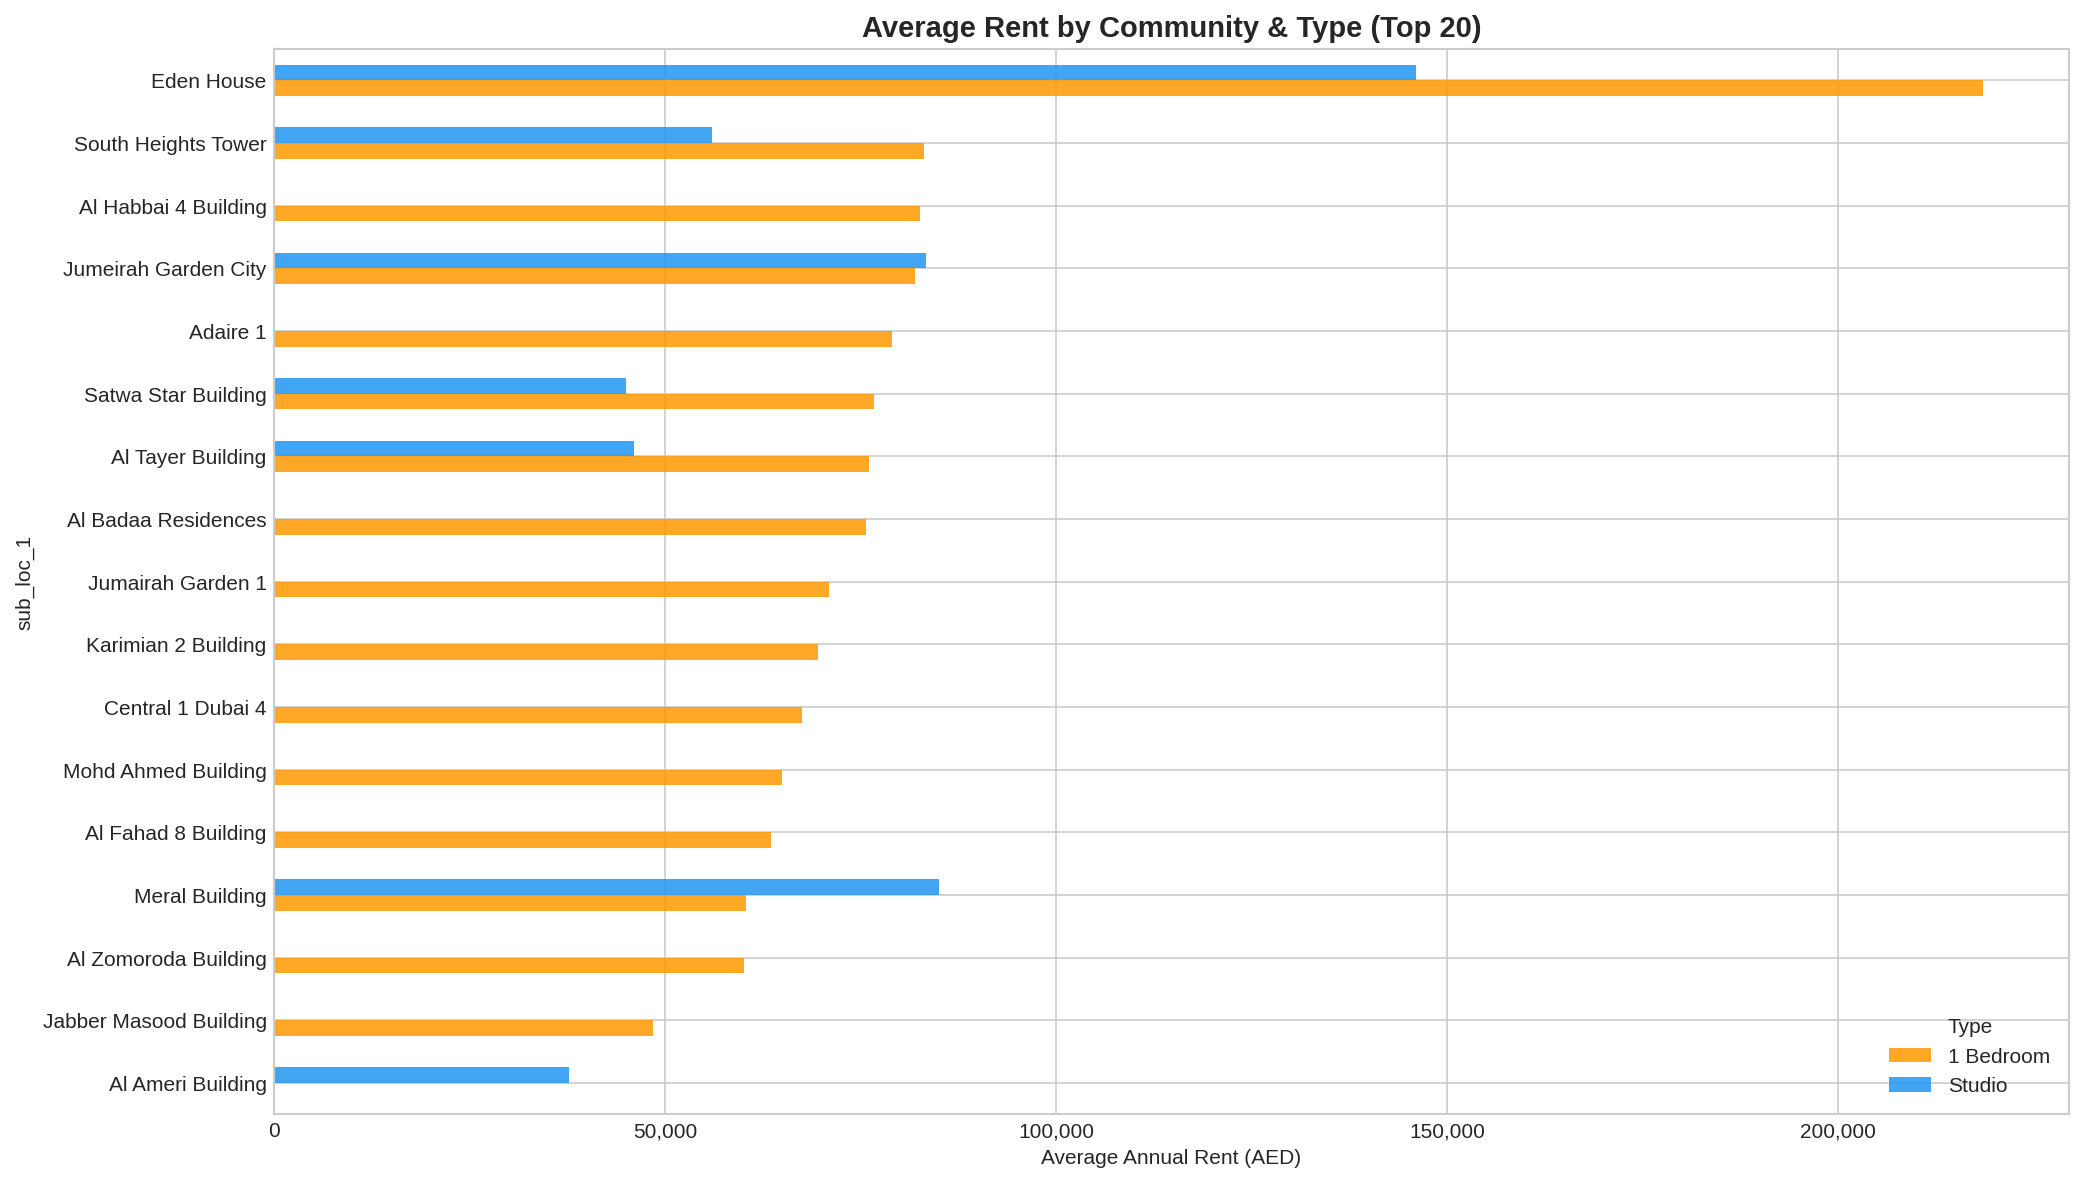 Average Rent by Community & Type (Top 20)
Eden House
South Heights Tower
Al Habbai 4 Building
Jumeirah Garden City
Adaire 1
Satwa Star Building
Al Tayer Building
Al Badaa Residences
Jumairah Garden 1
Karimian 2 Building
Central 1 Dubai 4
Mohd Ahmed Building
Al Fahad 8 Building
Meral Building
Al Zomoroda Building
Jabber Masood Building
Al Ameri Building
sub_loc_1
Type
1 Bedroom
Studio
0 50,000 100,000 150,000 200,000
Average Annual Rent (AED)